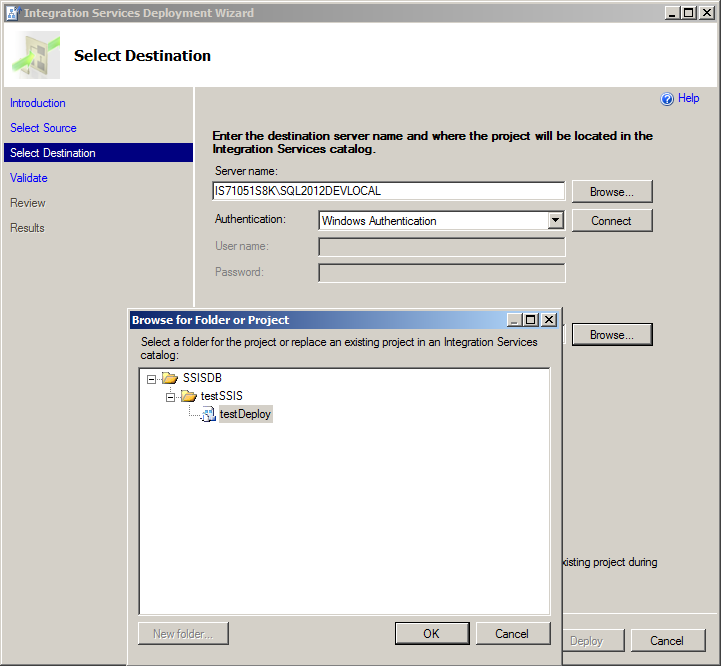 Integration Services Deployment Wizard
Select Destination
Introduction
Select Source
Select Destination
Validate
Review
Results
Help
Enter the destination server name and where the project will be located in the
Integration Services catalog.
Server name:
IS71051S8K\SQL2012DEVLOCAL
Browse...
Authentication:
Windows Authentication
Connect
User name:
Password:
Browse...
Browse for Folder or Project
Select a folder for the project or replace an existing project in an Integration Services
catalog:
SSISDB
testSSIS
testDeploy
project during
New folder...
OK
Cancel
Deploy
Cancel